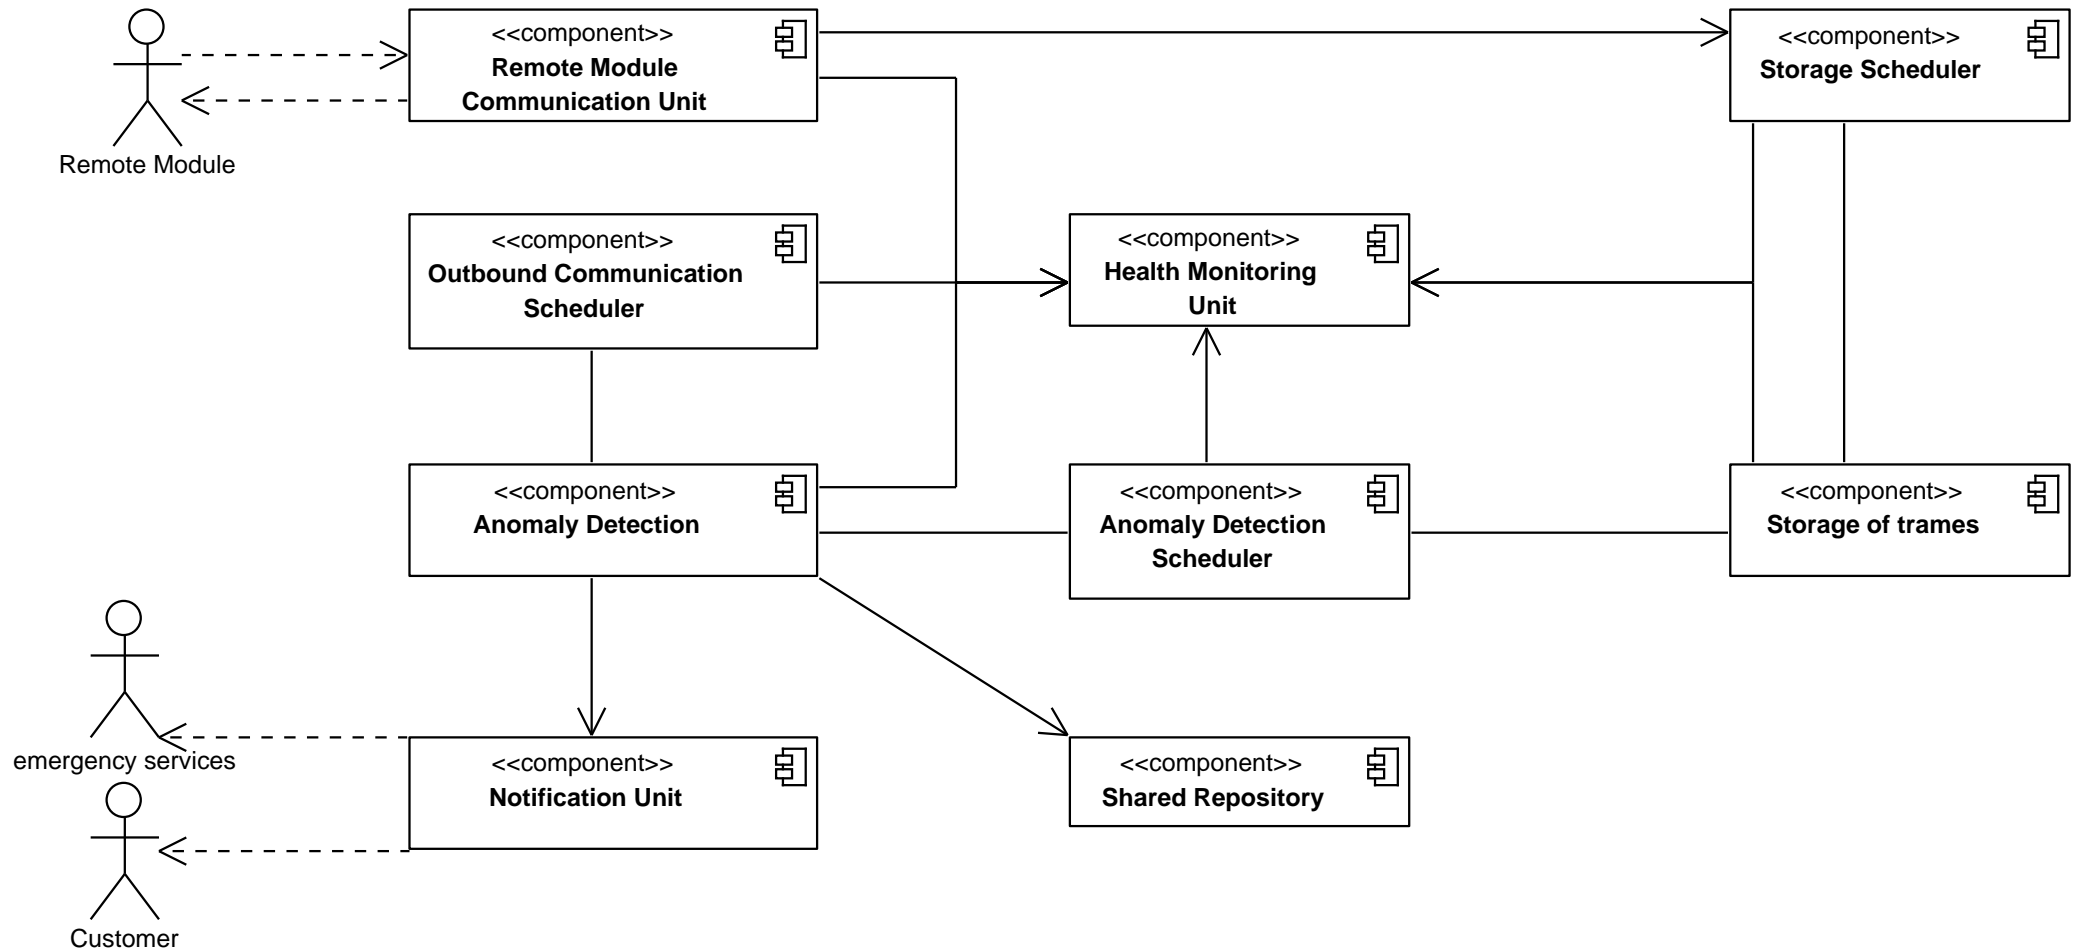 <<component>>
Remote Module
Communication Unit
<<component>>
Storage Scheduler
Remote Module
<<component>>
Outbound Communication
Scheduler
<<component>>
Health Monitoring
Unit
<<component>>
Anomaly Detection
<<component>>
Anomaly Detection
Scheduler
<<component>>
Storage of trames
emergency services
<<component>>
Notification Unit
<<component>>
Shared Repository
Customer